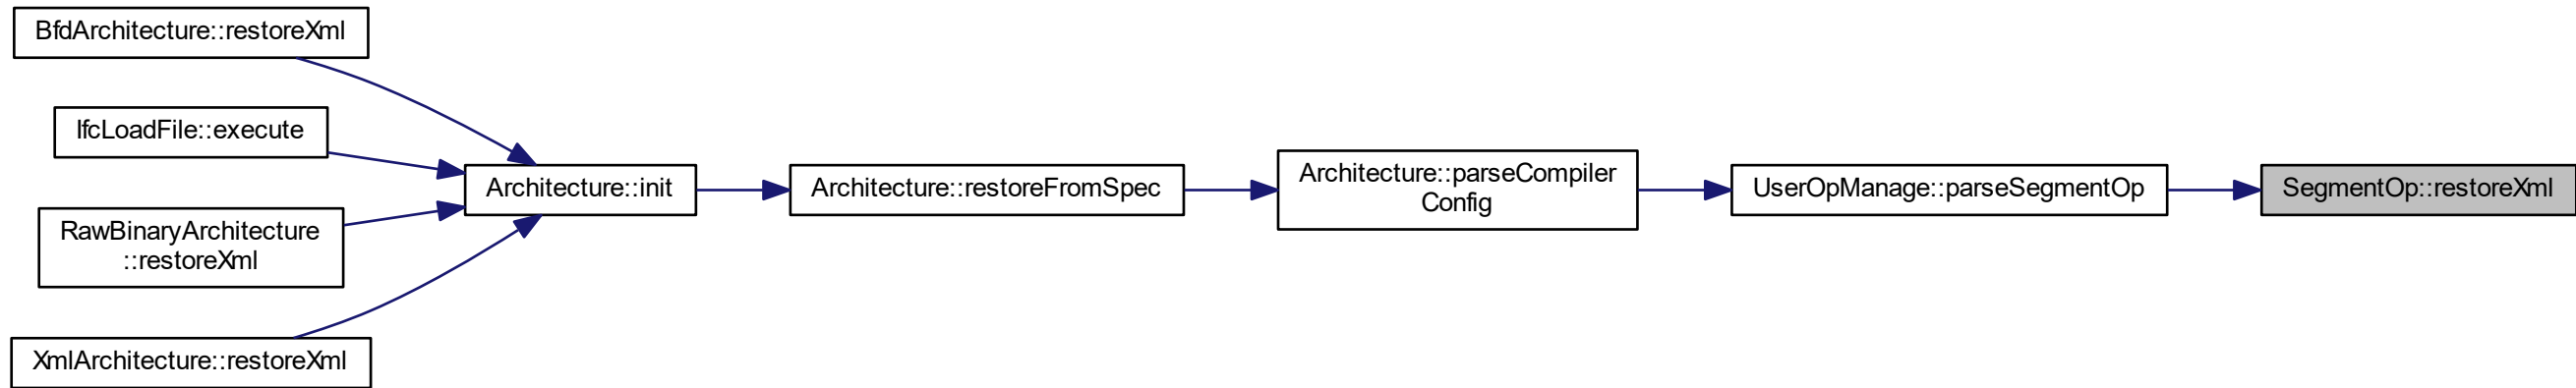 BfdArchitecture::restoreXml
IfcLoadFile::execute
RawBinaryArchitecture
::restoreXml
XmlArchitecture::restoreXml
Architecture::init
Architecture::restoreFromSpec
Architecture::parseCompiler
Config
UserOpManage::parseSegmentOp
SegmentOp::restoreXml